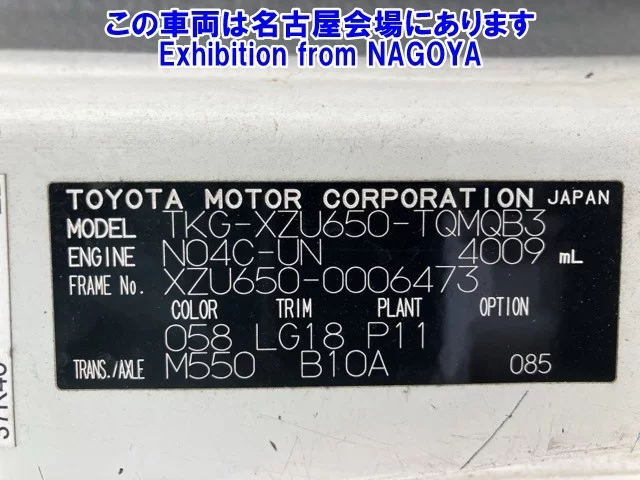 この車両は名古屋会場にあります
Exhibition from NAGOYA
TOYOTA MOTOR CORPORATION JAPAN
MODEL TKG-XZU650-TQMQB3
ENGINE N04C-UN 4009 mL
FRAME No. XZU650-0006473
COLOR TRIM PLANT OPTION
058 LG18 P11
TRANS./AXLE M550 B10A 085